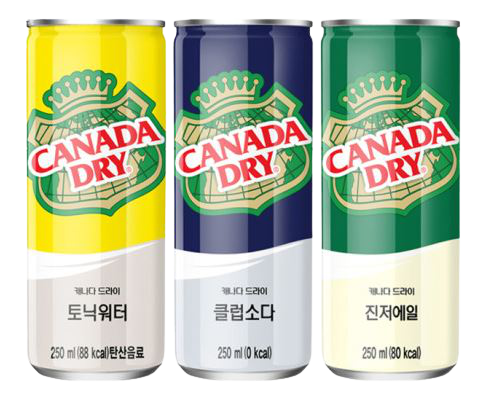 CANADA
DRY®
캐나다 드라이
토닉워터
250 ml (88 kcal)탄산음료
CANADA
DRY®
캐나다 드라이
클럽소다
250 ml (0 kcal)
CANADA
DRY®
캐나다 드라이
진저에일
250 ml (80 kcal)